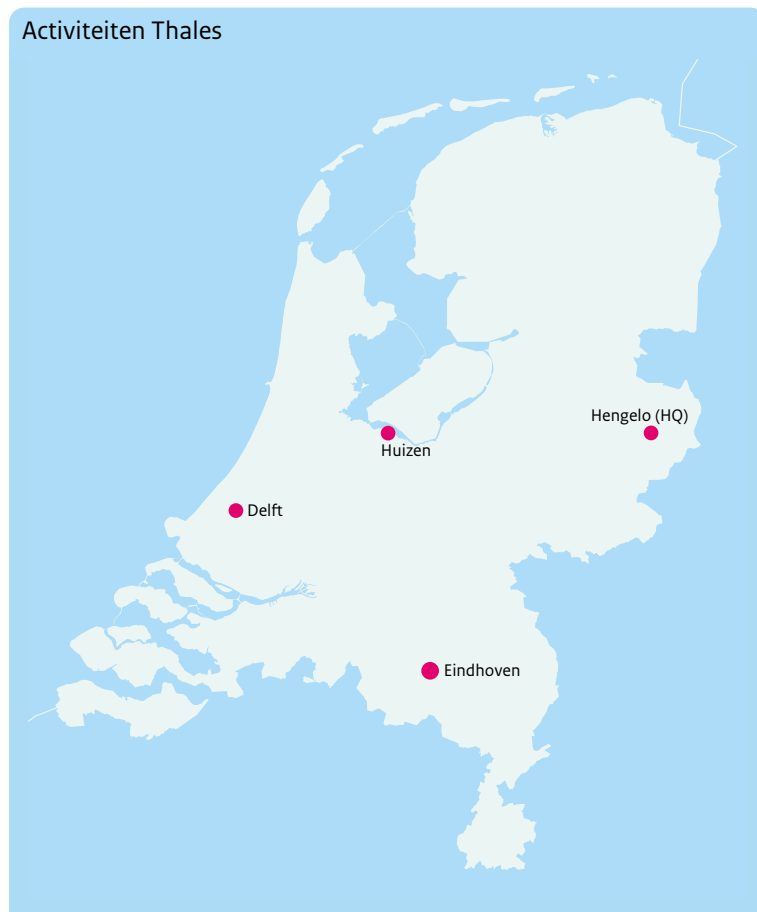 Activiteiten Thales
Hengelo (HQ)
Huizen
Delft
Eindhoven